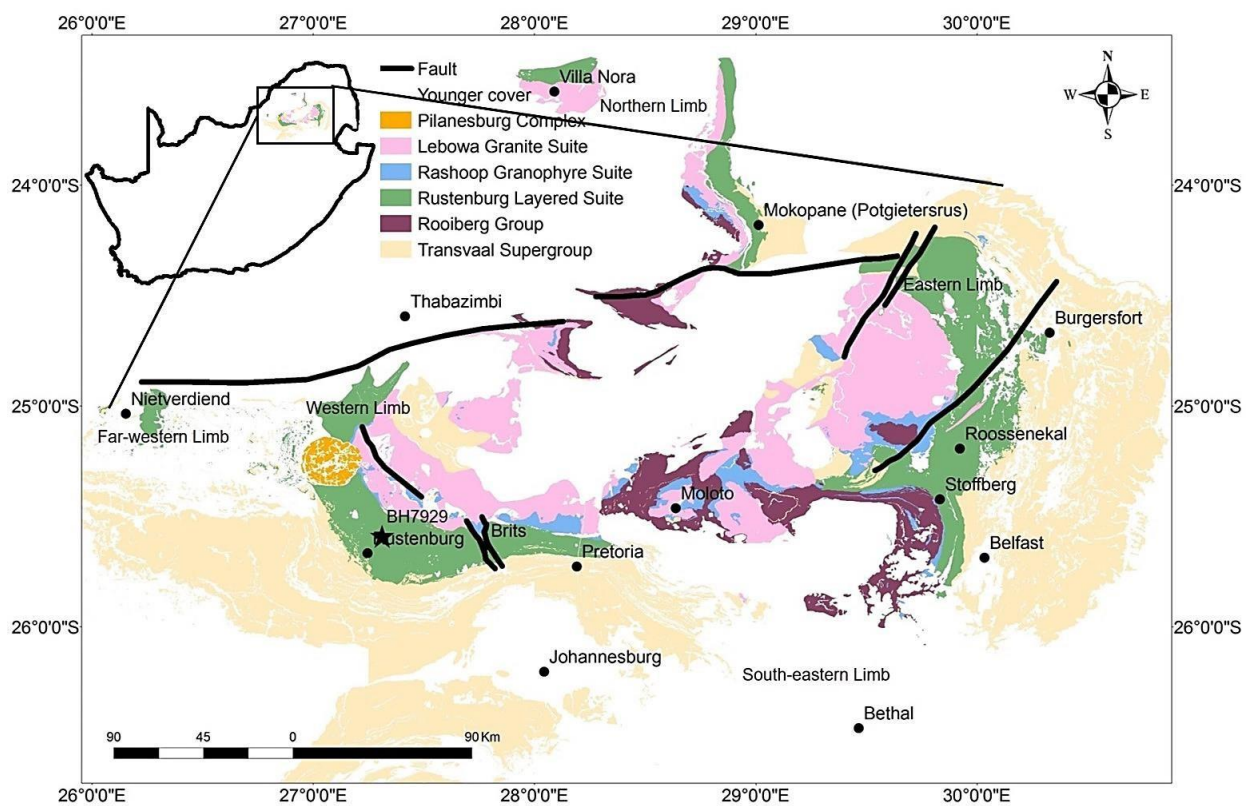 26°0'0"E 27°0'0"E 28°0'0"E 29°0'0"E 30°0'0"E
Fault
Younger cover
Pilanesburg Complex
Lebowa Granite Suite
Rashoop Granophyre Suite
Rustenburg Layered Suite
Rooiberg Group
Transvaal Supergroup
Villa Nora
Northern Limb
N
W E
S
24°0'0"S 24°0'0"S
Mokopane (Potgietersrus)
Eastern Limb
Thabazimbi
Burgersfort
Nietverdiend
25°0'0"S 25°0'0"S
Western Limb
Far-western Limb
Roossenekal
Moloto
Stoffberg
BH7929
Brits
Pretoria
Belfast
26°0'0"S 26°0'0"S
Johannesburg
South-eastern Limb
Bethal
90 45 0 90 Km
26°0'0"E 27°0'0"E 28°0'0"E 29°0'0"E 30°0'0"E